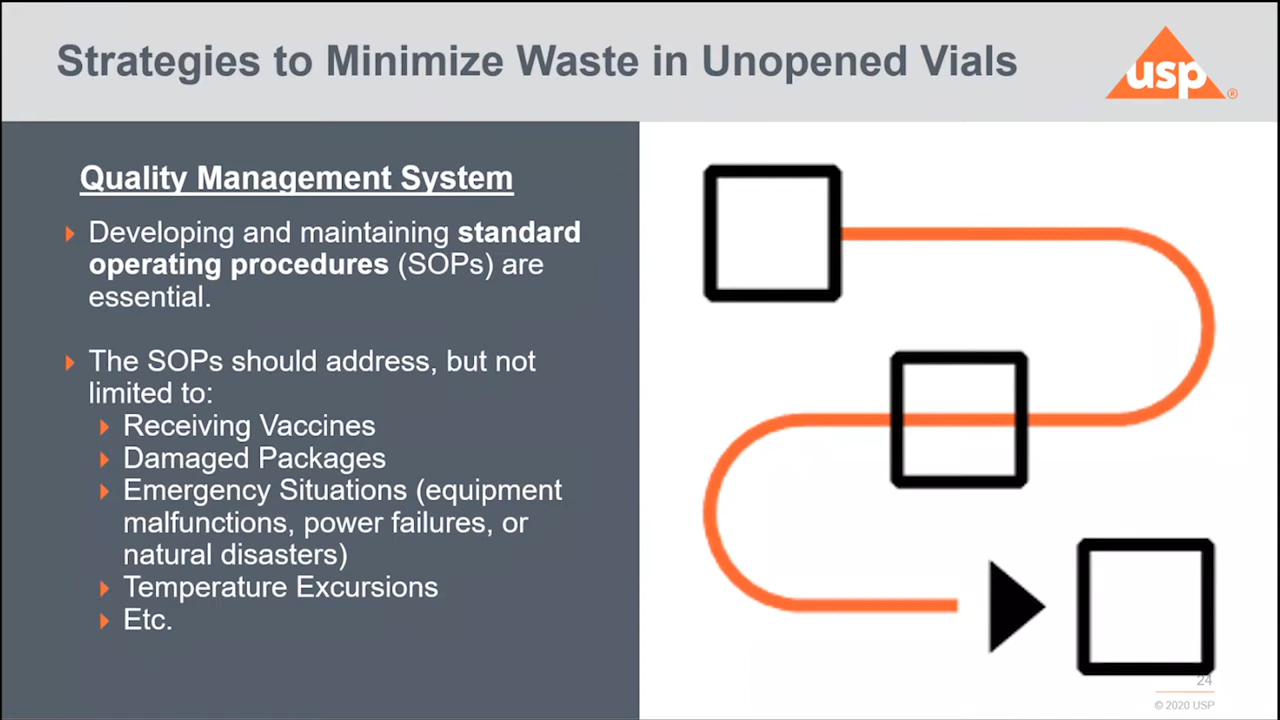 Strategies to Minimize Waste in Unopened Vials
usp®
Quality Management System
Developing and maintaining standard
operating procedures (SOPs) are
essential.
The SOPs should address, but not
limited to:
Receiving Vaccines
Damaged Packages
Emergency Situations (equipment
malfunctions, power failures, or
natural disasters)
Temperature Excursions
Etc.
24
© 2020 USP